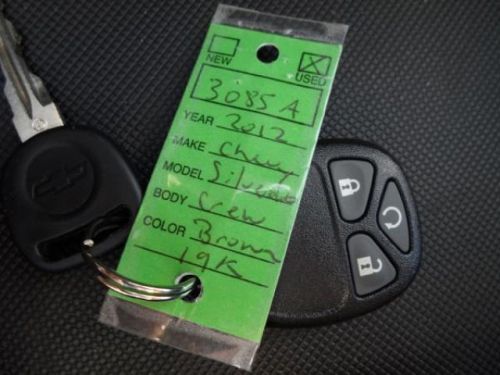 NEW USED
3085A
YEAR 2012
MAKE Chevy
MODEL Silverado
BODY Crew
COLOR Brown
19K